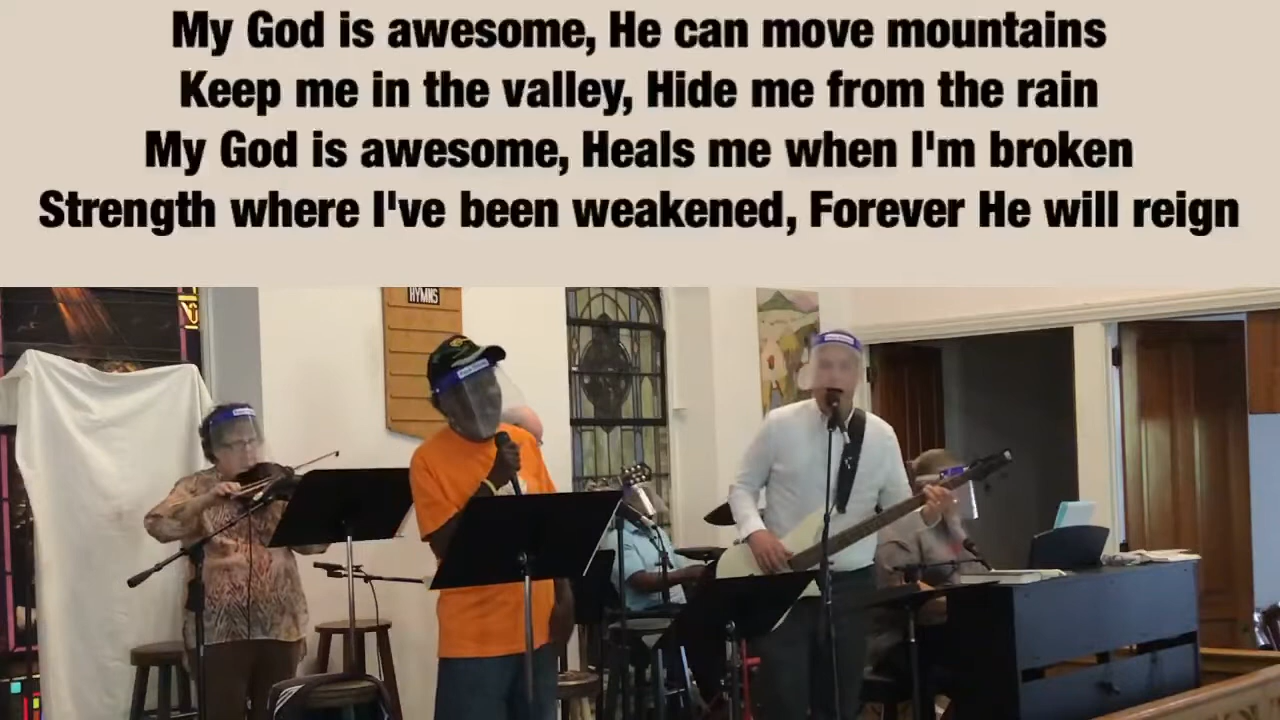 My God is awesome, He can move mountains
Keep me in the valley, Hide me from the rain
My God is awesome, Heals me when I'm broken
Strength where I've been weakened, Forever He will reign
HYMNS